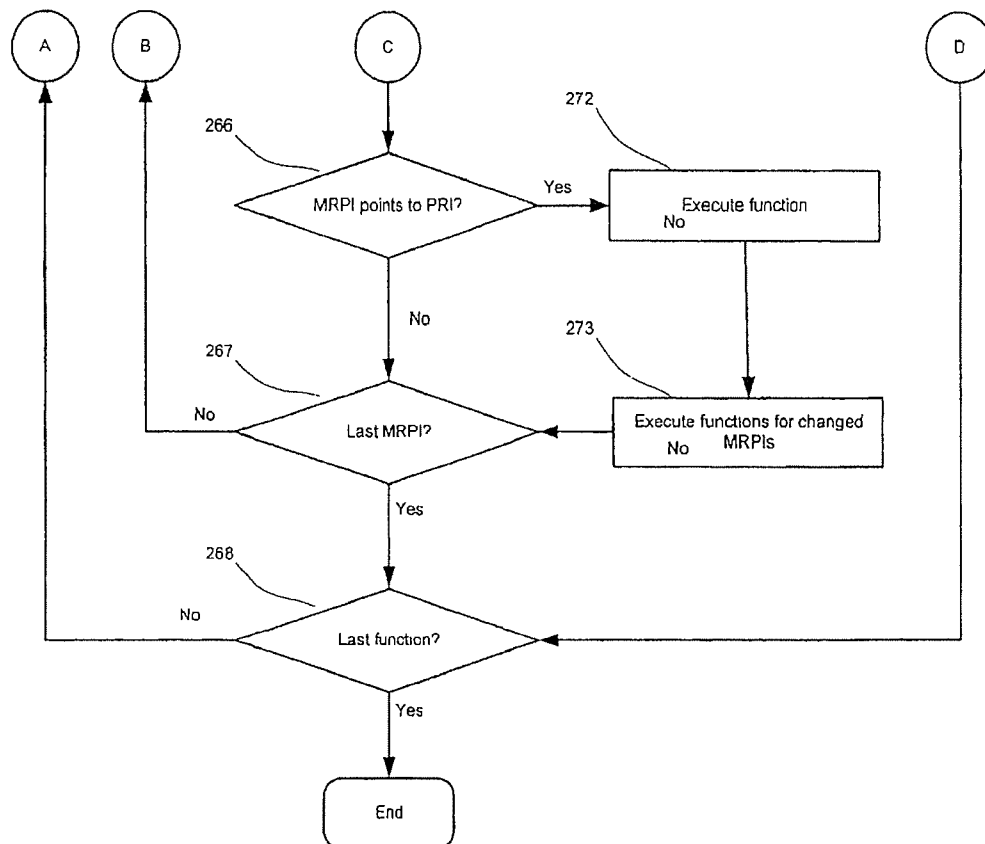 A
B
C
D
266
272
MRPI points to PRI?
Yes
Execute function
No
No
267
273
No
Last MRPI?
Execute functions for changed
MRPIs
No
Yes
268
No
Last function?
Yes
End